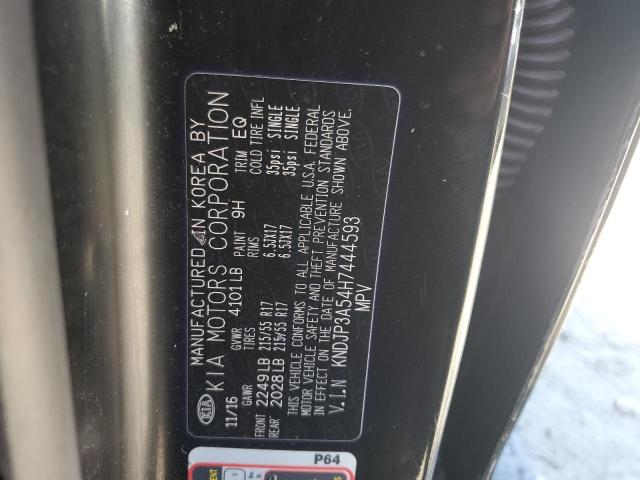 MANUFACTURED IN KOREA BY
KIA KIA MOTORS CORPORATION
11/16 GVWR 4101LB PAINT 9H TRIM EQ
GAWR TIRES RIMS COLD TIRE INFL
FRONT 2249LB 215/55 R17 6.5JX17 35psi SINGLE
REAR 2028LB 215/55 R17 6.5JX17 35psi SINGLE
THIS VEHICLE CONFORMS TO ALL APPLICABLE U.S.A. FEDERAL
MOTOR VEHICLE SAFETY AND THEFT PREVENTION STANDARDS
IN EFFECT ON THE DATE OF MANUFACTURE SHOWN ABOVE.
V.I.N KNDJP3A54H7444593
MPV
P64